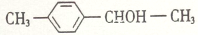 CH₃ — CHOH — CH₃